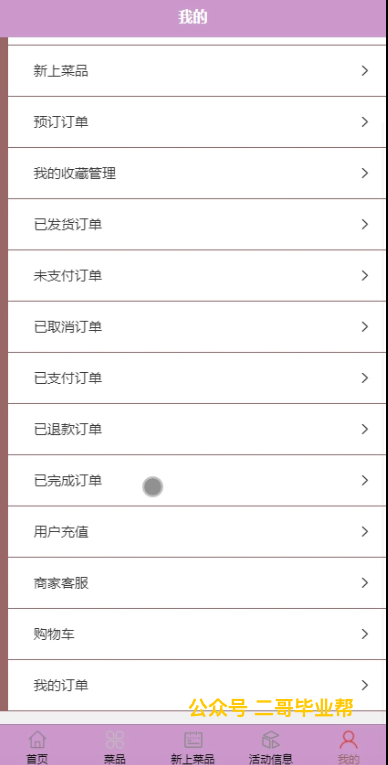 我的
新上菜品
预订订单
我的收藏管理
已发货订单
未支付订单
已取消订单
已支付订单
已退款订单
已完成订单
用户充值
商家客服
购物车
我的订单
公众号 二哥毕业帮
首页 菜品 新上菜品 活动信息 我的